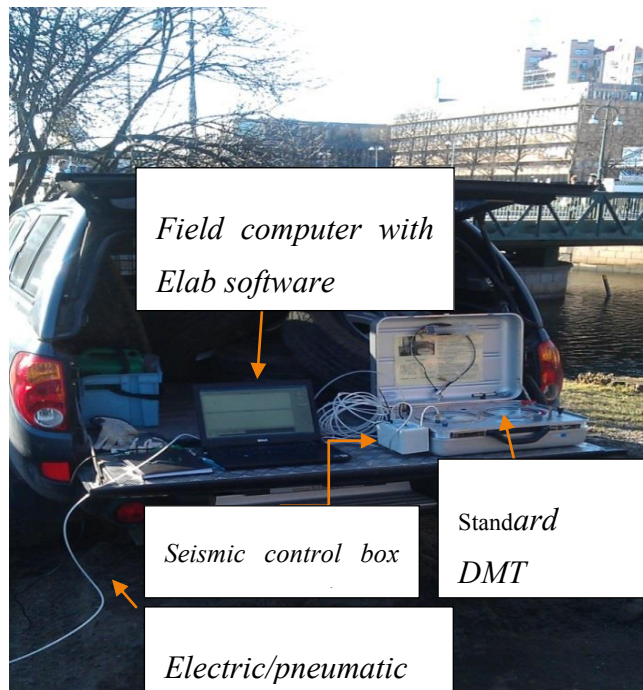 Field computer with
Elab software
Seismic control box
Standard
DMT
Electric/pneumatic